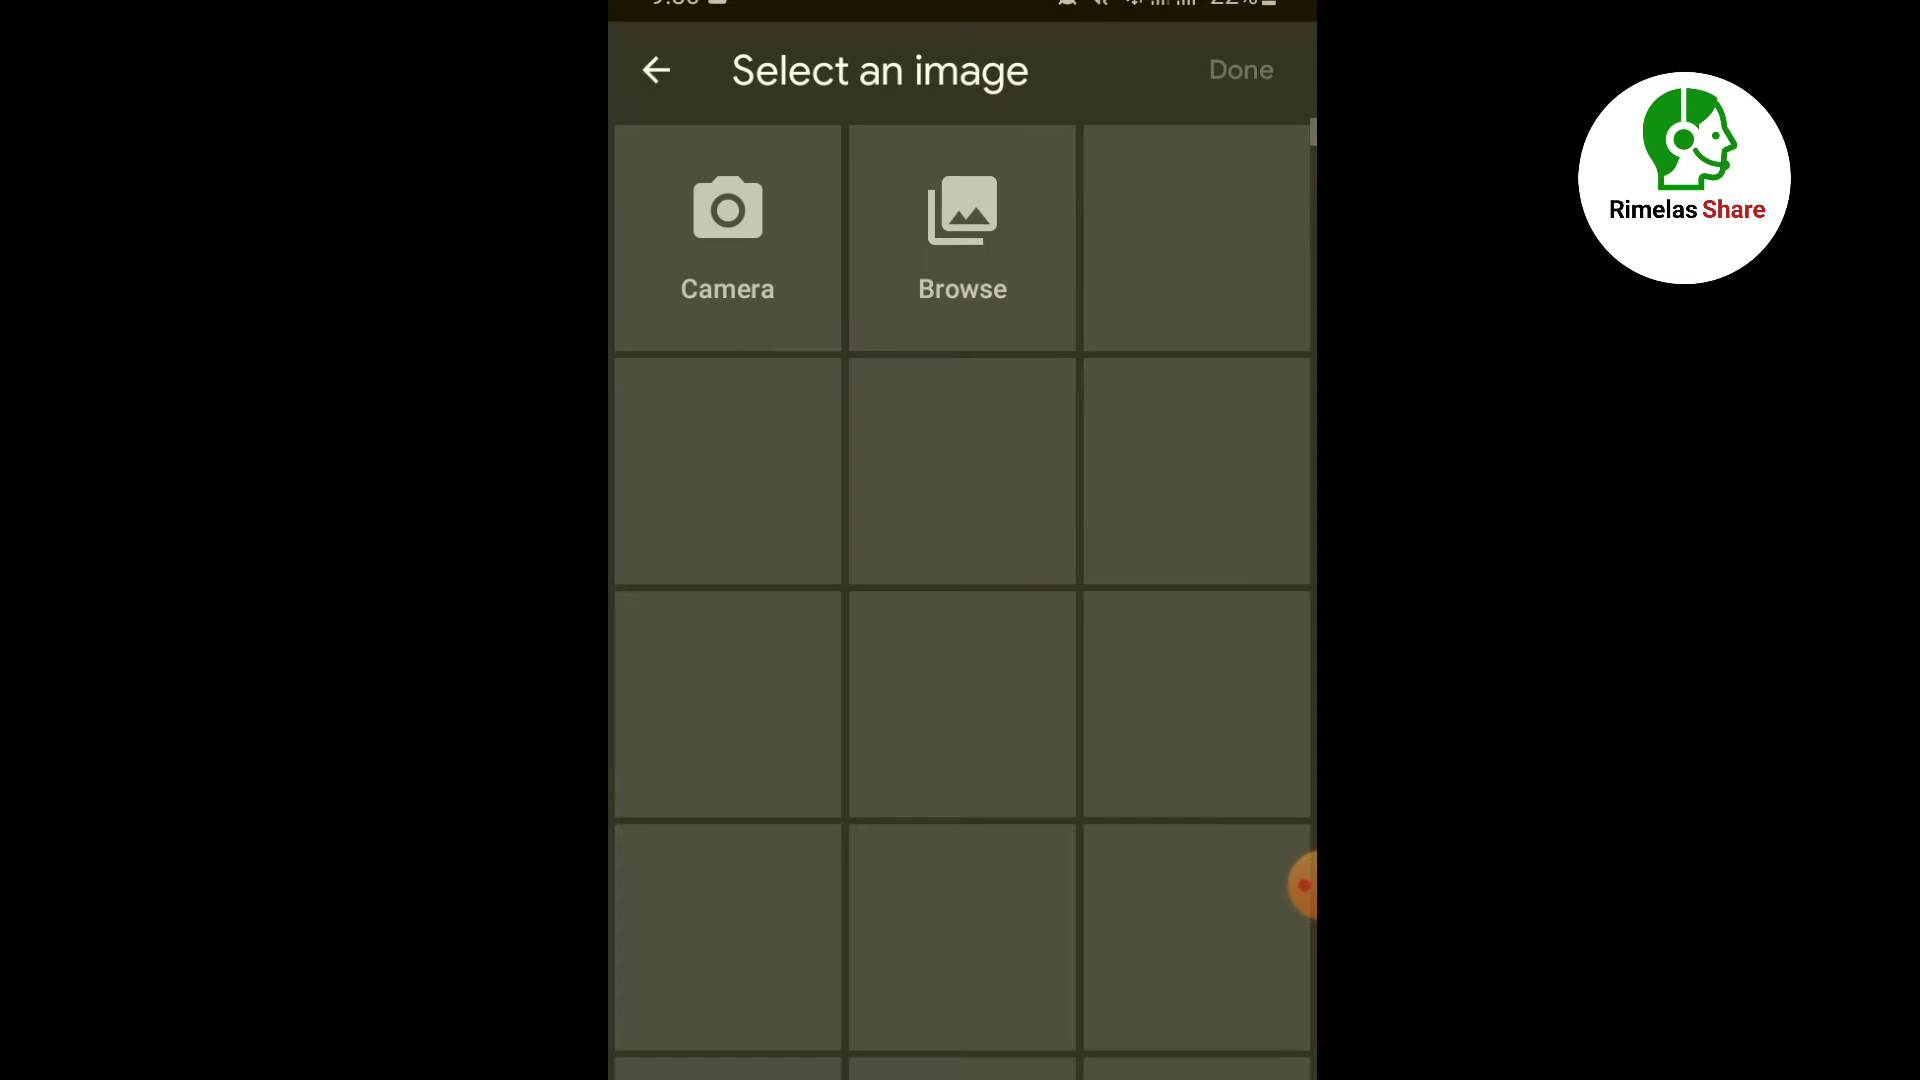 Select an image
Done
Camera
Browse
Rimelas Share